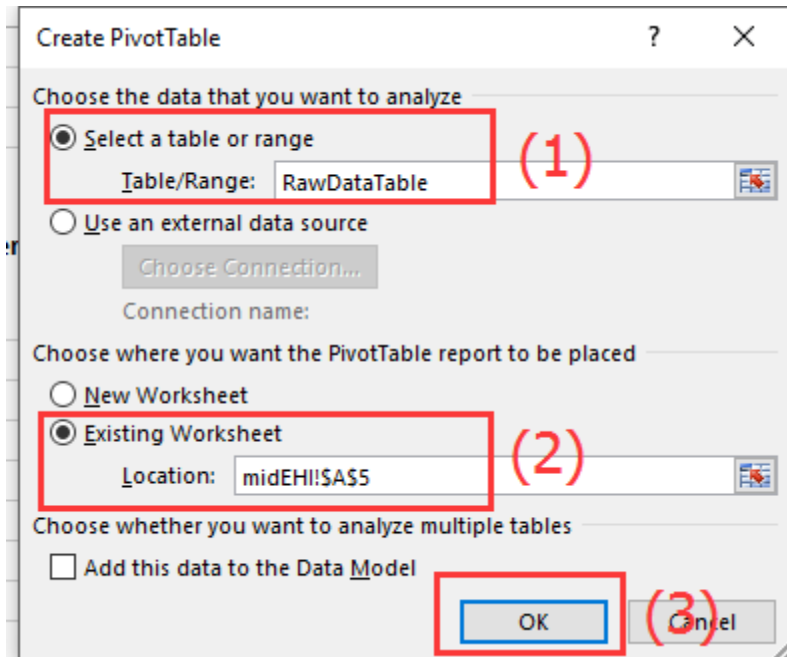 Create PivotTable ? X
Choose the data that you want to analyze
Select a table or range
(1)
Table/Range: RawDataTable
Use an external data source
er
Choose Connection...
Connection name:
Choose where you want the PivotTable report to be placed
New Worksheet
Existing Worksheet
(2)
Location: midEHI!$A$5
Choose whether you want to analyze multiple tables
Add this data to the Data Model
OK (3) Cancel